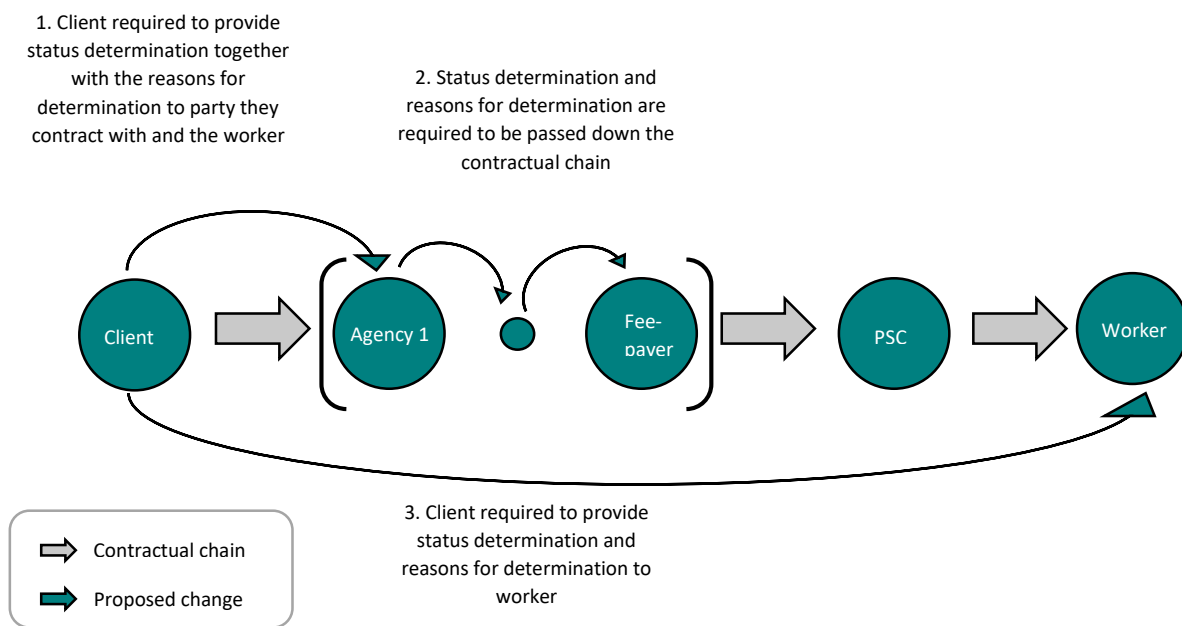 1. Client required to provide
status determination together
with the reasons for
determination to party they
contract with and the worker
2. Status determination and
reasons for determination are
required to be passed down the
contractual chain
Client
Agency 1
Fee-
payer
PSC
Worker
3. Client required to provide
status determination and
reasons for determination to
worker
Contractual chain
Proposed change